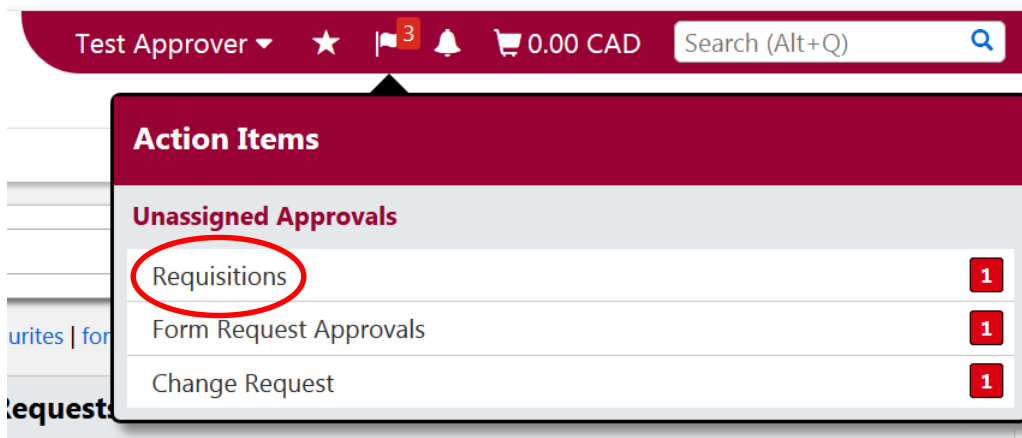 Test Approver 3 0.00 CAD Search (Alt+Q)
Action Items
Unassigned Approvals
Requisitions 1
Form Request Approvals 1
Change Request 1
urites | for
equests